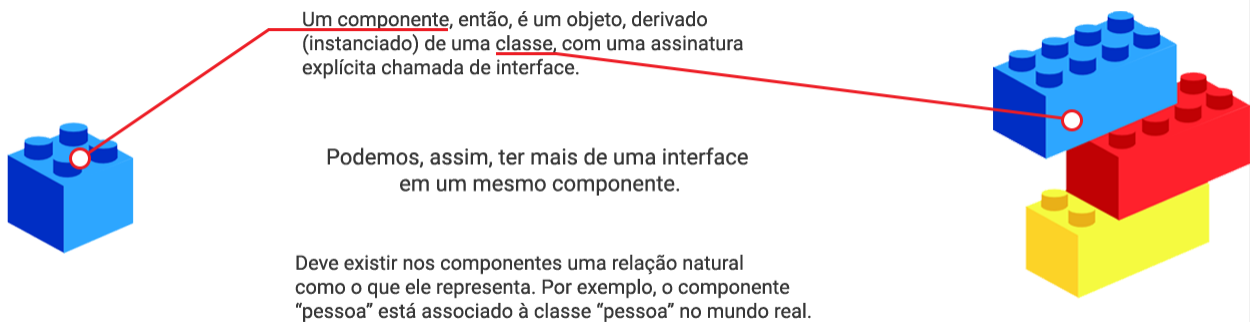 Um componente, então, é um objeto, derivado
(instanciado) de uma classe, com uma assinatura
explícita chamada de interface.
Podemos, assim, ter mais de uma interface
em um mesmo componente.
Deve existir nos componentes uma relação natural
como o que ele representa. Por exemplo, o componente
“pessoa” está associado à classe “pessoa” no mundo real.